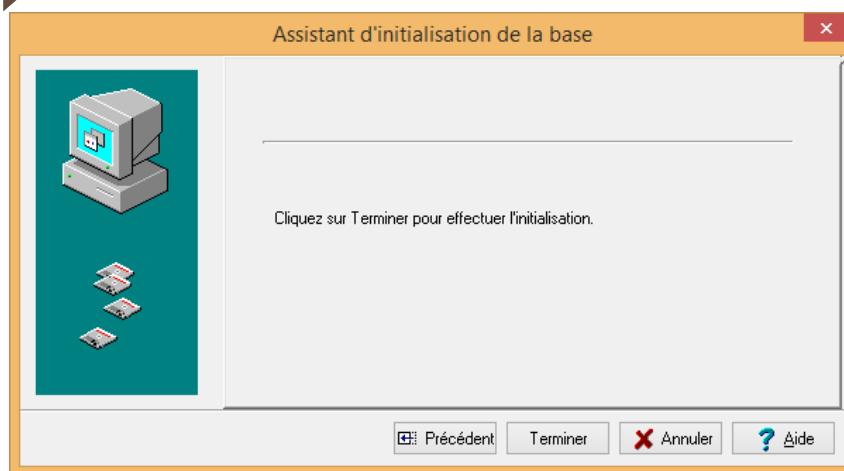 Assistant d'initialisation de la base
Cliquez sur Terminer pour effectuer l'initialisation.
Précédent Terminer Annuler Aide